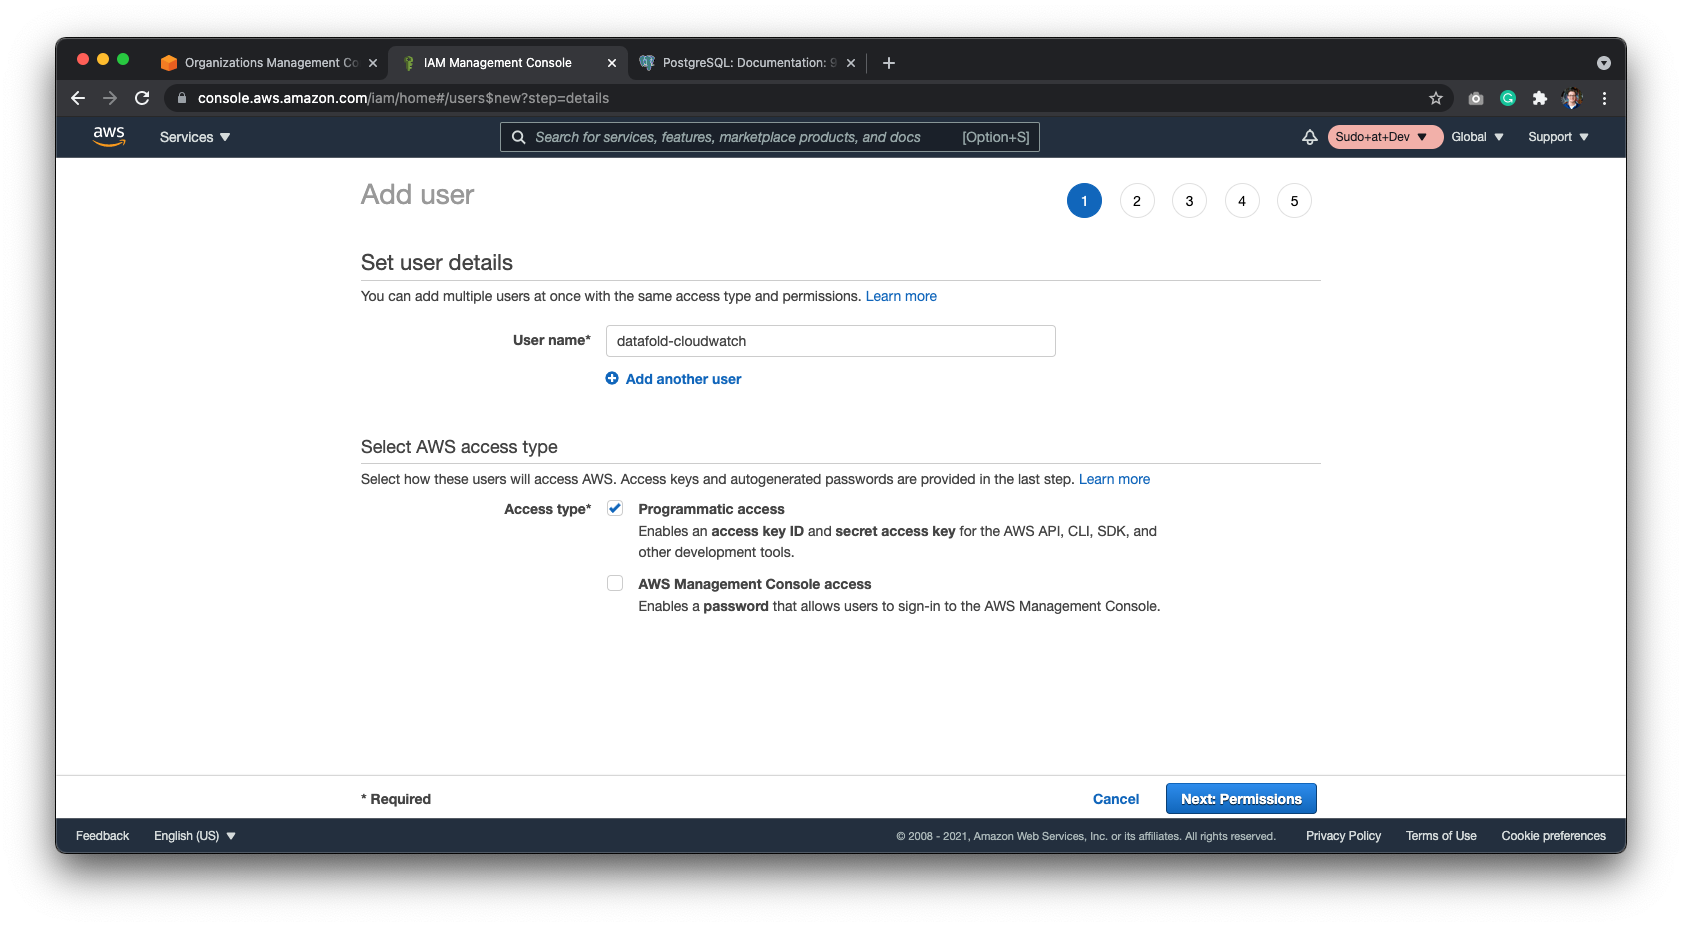 Organizations Management Co
IAM Management Console
PostgreSQL: Documentation: 9
console.aws.amazon.com/iam/home#/users$new?step=details
aws
Services
Search for services, features, marketplace products, and docs
[Option+S]
Sudo+at+Dev
Global
Support
Add user
1
2
3
4
5
Set user details
You can add multiple users at once with the same access type and permissions. Learn more
User name*
datafold-cloudwatch
Add another user
Select AWS access type
Select how these users will access AWS. Access keys and autogenerated passwords are provided in the last step. Learn more
Access type*
Programmatic access
Enables an access key ID and secret access key for the AWS API, CLI, SDK, and
other development tools.
AWS Management Console access
Enables a password that allows users to sign-in to the AWS Management Console.
* Required
Cancel
Next: Permissions
Feedback
English (US)
© 2008 - 2021, Amazon Web Services, Inc. or its affiliates. All rights reserved.
Privacy Policy
Terms of Use
Cookie preferences